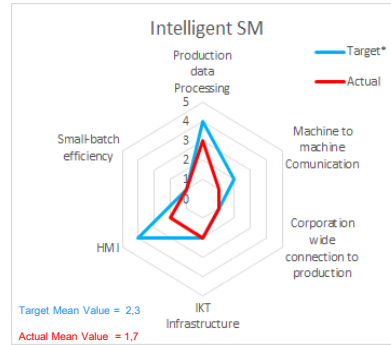 Intelligent SM
Production
data
Processing
Target*
Actual
5
4
3
2
1
0
Small-batch
efficiency
Machine to
machine
Comunication
HMI
Corporation
wide
connection to
production
IKT
Infrastructure
Target Mean Value = 2,3
Actual Mean Value = 1,7